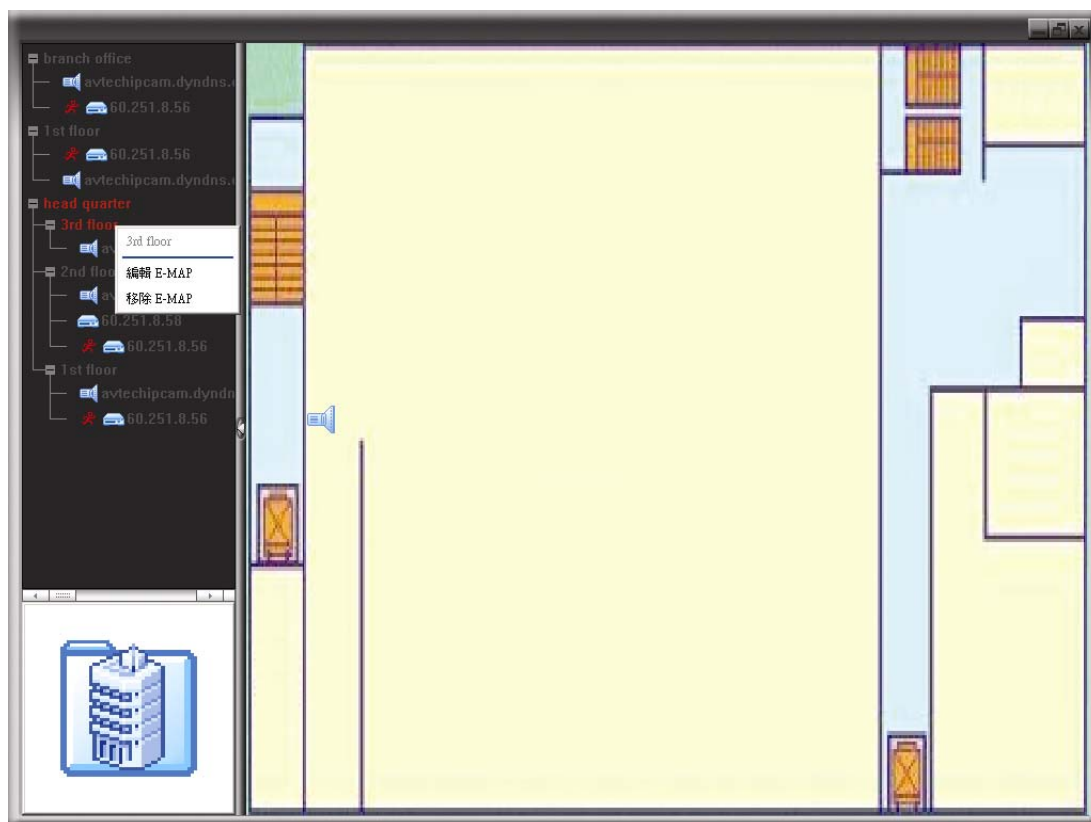 branch office
avtechipcam.dyndns.
60.251.8.56
1st floor
60.251.8.56
avtechipcam.dyndns.
head quarter
3rd floor
3rd floor
編輯 E-MAP
移除 E-MAP
2nd floo
60.251.8.58
60.251.8.56
1st floor
avtechipcam.dyndn
60.251.8.56